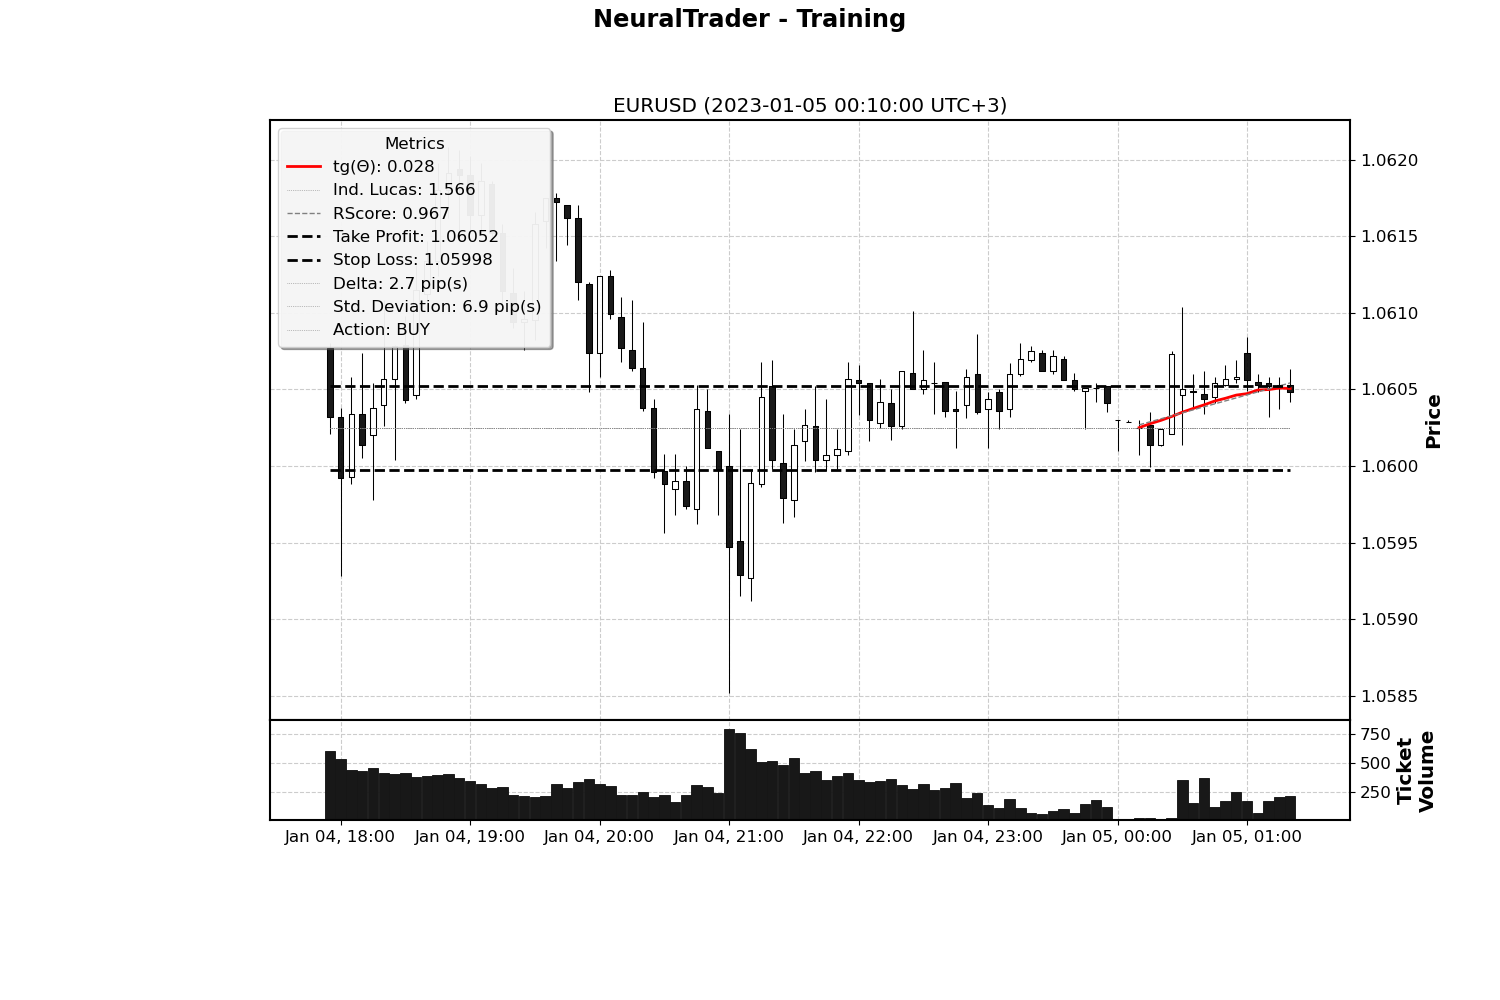 NeuralTrader - Training
EURUSD (2023-01-05 00:10:00 UTC+3)
Metrics
tg(Θ): 0.028
Ind. Lucas: 1.566
RScore: 0.967
Take Profit: 1.06052
Stop Loss: 1.05998
Delta: 2.7 pip(s)
Std. Deviation: 6.9 pip(s)
Action: BUY
1.0620
1.0615
1.0610
1.0605
1.0600
1.0595
1.0590
1.0585
Price
750
500
250
Ticket
Volume
Jan 04, 18:00 Jan 04, 19:00 Jan 04, 20:00 Jan 04, 21:00 Jan 04, 22:00 Jan 04, 23:00 Jan 05, 00:00 Jan 05, 01:00